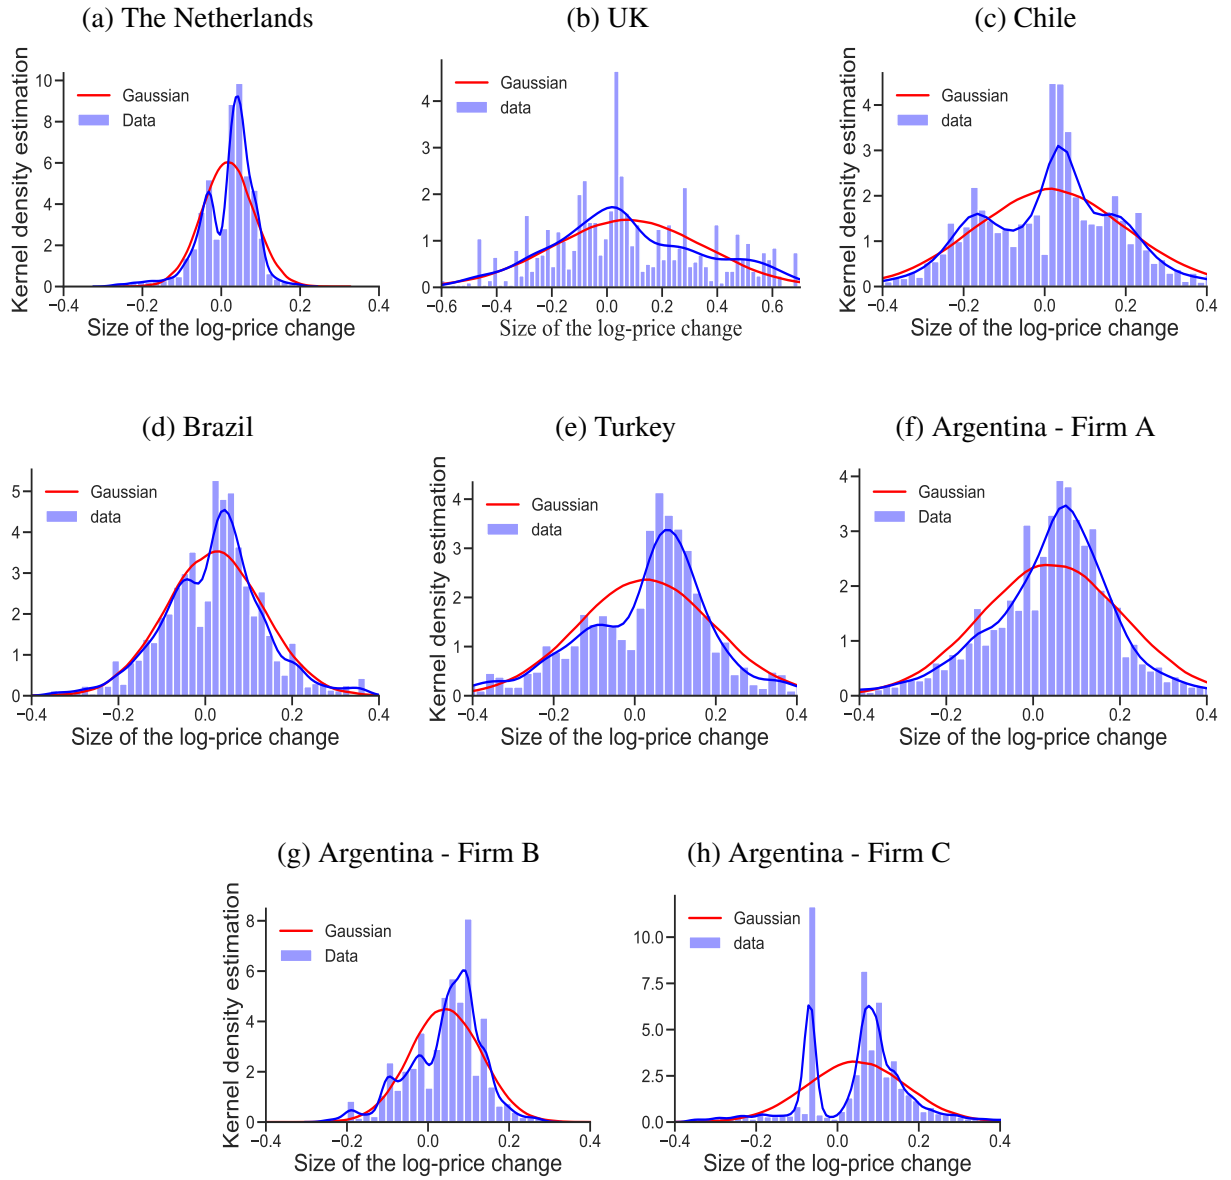 (a) The Netherlands
(b) UK
(c) Chile
Kernel density estimation
10
8
6
4
2
0
Gaussian
Data
−0.4 −0.2 0.0 0.2 0.4
Size of the log-price change
4
3
2
1
0
Gaussian
data
−0.6 −0.4 −0.2 0.0 0.2 0.4 0.6
Size of the log-price change
Kernel density estimation
4
3
2
1
0
Gaussian
data
−0.4 −0.2 0.0 0.2 0.4
Size of the log-price change
(d) Brazil
(e) Turkey
(f) Argentina - Firm A
5
4
3
2
1
0
Gaussian
data
−0.4 −0.2 0.0 0.2 0.4
Size of the log-price change
Kernel density estimation
4
3
2
1
0
Gaussian
data
−0.4 −0.2 0.0 0.2 0.4
Size of the log-price change
4
3
2
1
0
Gaussian
Data
−0.4 −0.2 0.0 0.2 0.4
Size of the log-price change
(g) Argentina - Firm B
(h) Argentina - Firm C
Kernel density estimation
8
6
4
2
0
Gaussian
Data
−0.4 −0.2 0.0 0.2 0.4
Size of the log-price change
10.0
7.5
5.0
2.5
0.0
Gaussian
data
−0.4 −0.2 0.0 0.2 0.4
Size of the log-price change